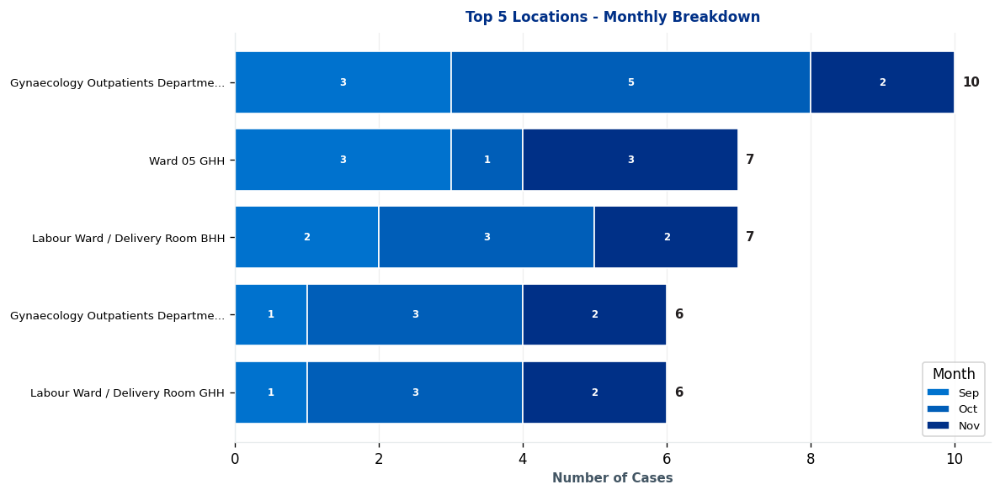 Top 5 Locations - Monthly Breakdown
Gynaecology Outpatients Departme... 3 5 2 10
Ward 05 GHH 3 1 3 7
Labour Ward / Delivery Room BHH 2 3 2 7
Gynaecology Outpatients Departme... 1 3 2 6
Labour Ward / Delivery Room GHH 1 3 2 6
Month
Sep
Oct
Nov
0 2 4 6 8 10
Number of Cases